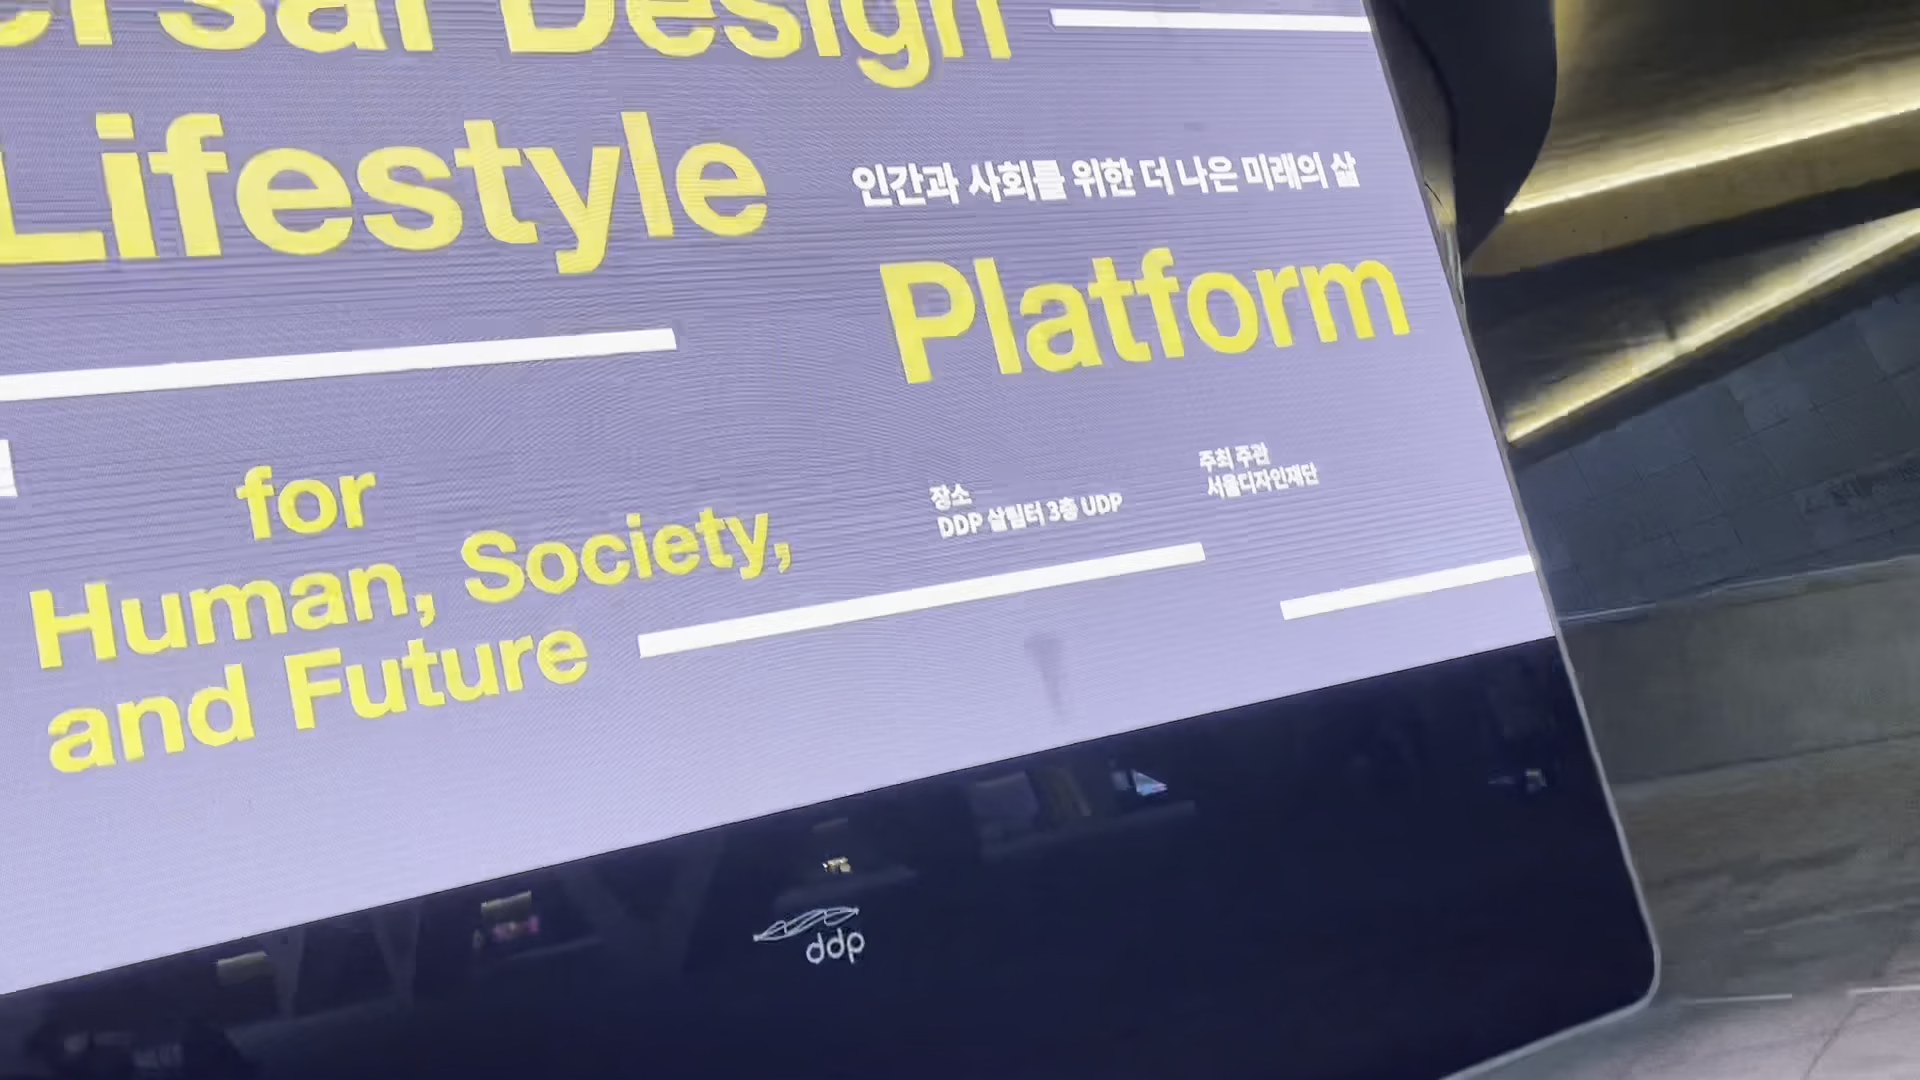 ersal Design
Lifestyle
인간과 사회를 위한 더 나은 미래의 삶
Platform
for
Human, Society,
and Future
장소
DDP 살림터 3층 UDP
주최 주관
서울디자인재단
ddp